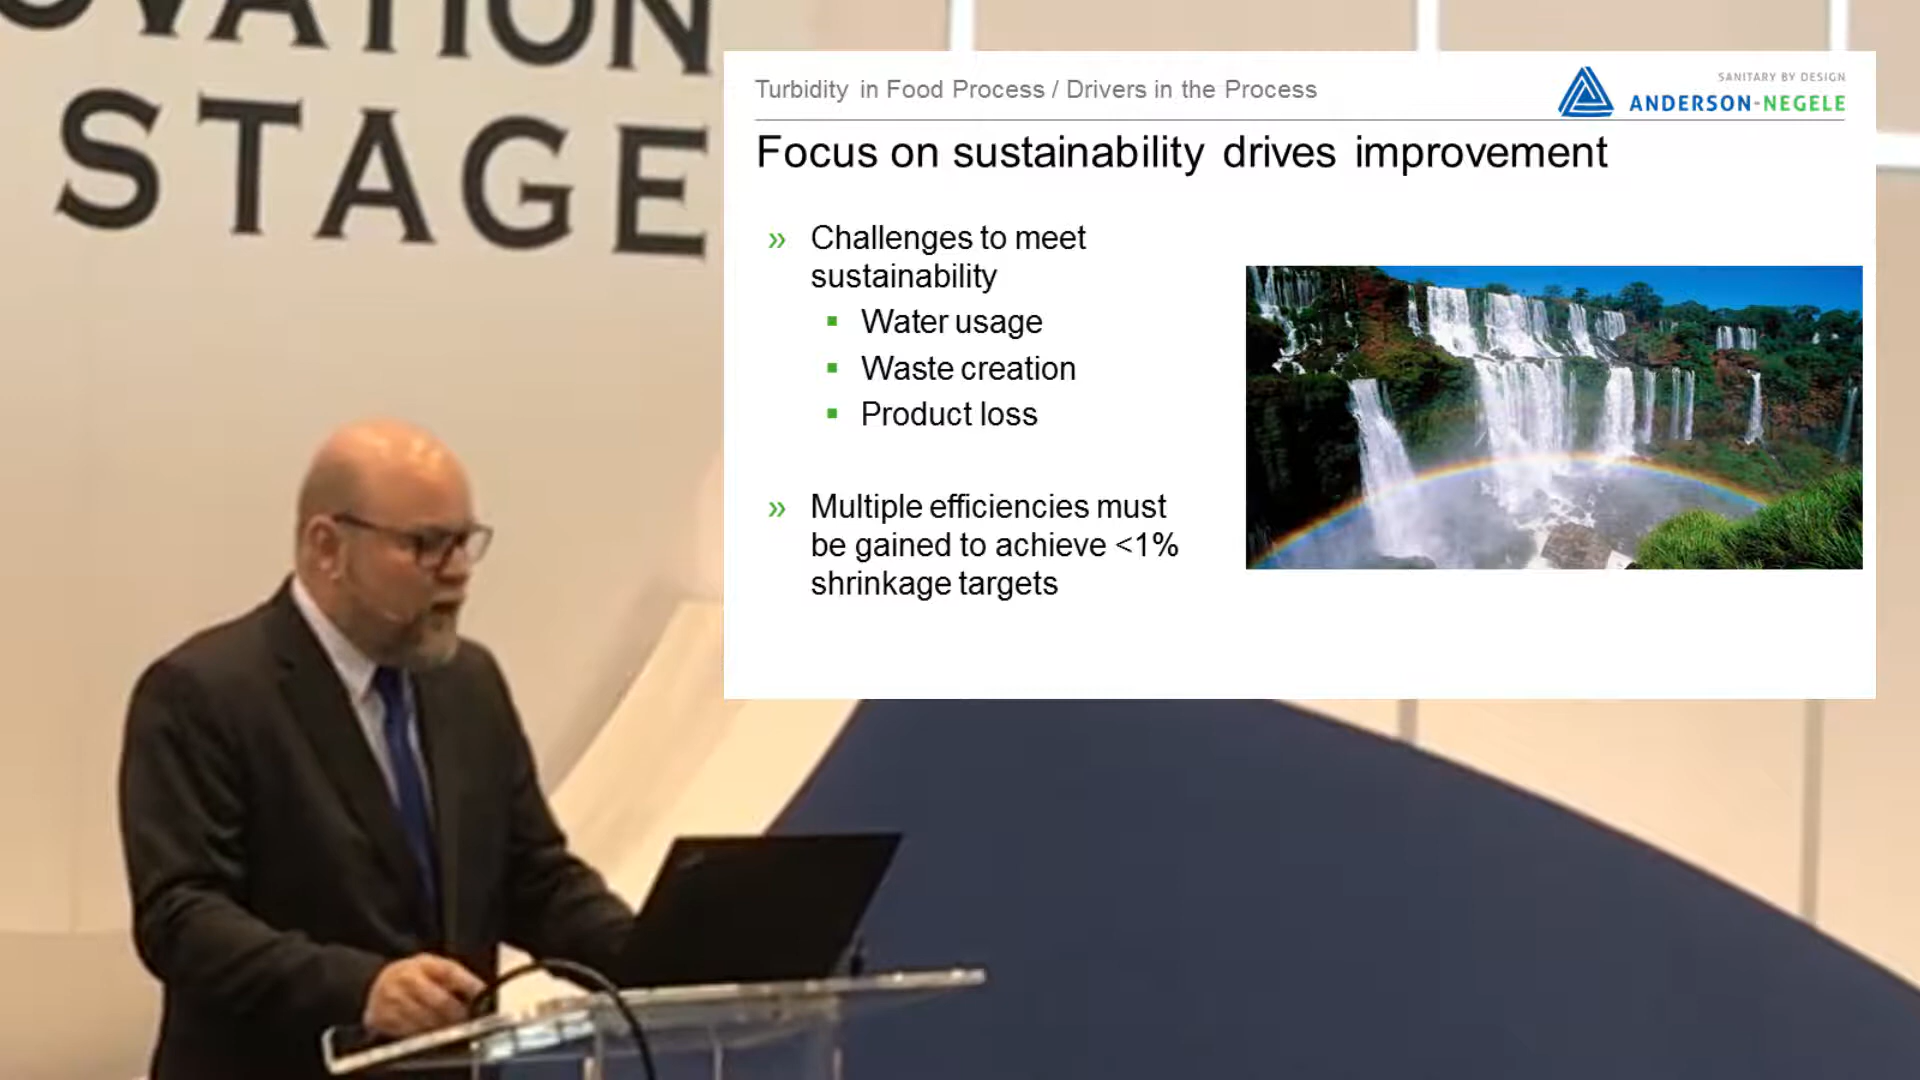 OVATION
STAGE
Turbidity in Food Process / Drivers in the Process
SANITARY BY DESIGN
ANDERSON-NEGELE
Focus on sustainability drives improvement
» Challenges to meet
sustainability
▪ Water usage
▪ Waste creation
▪ Product loss
» Multiple efficiencies must
be gained to achieve <1%
shrinkage targets